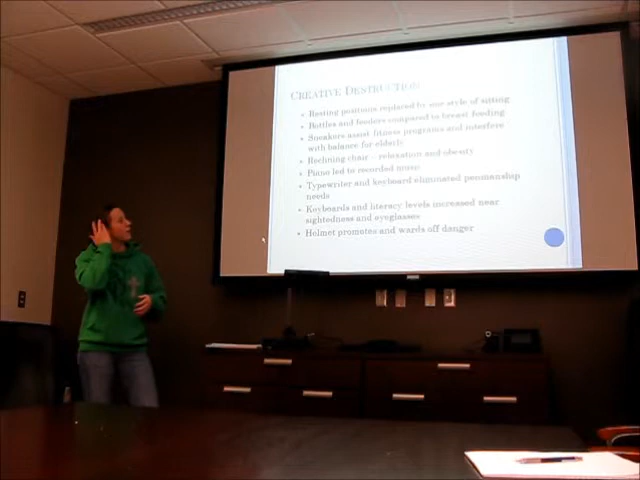 CREATIVE DESTRUCTION
Resting positions replaced by one style of sitting
Bottles and feeders compared to breast feeding
Sneakers assist fitness programs and interfere
with balance for elderly
Reclining chair – relaxation and obesity
Piano led to recorded music
Typewriter and keyboard eliminated penmanship
needs
Keyboards and literacy levels increased near
sightedness and eyeglasses
Helmet promotes and wards off danger